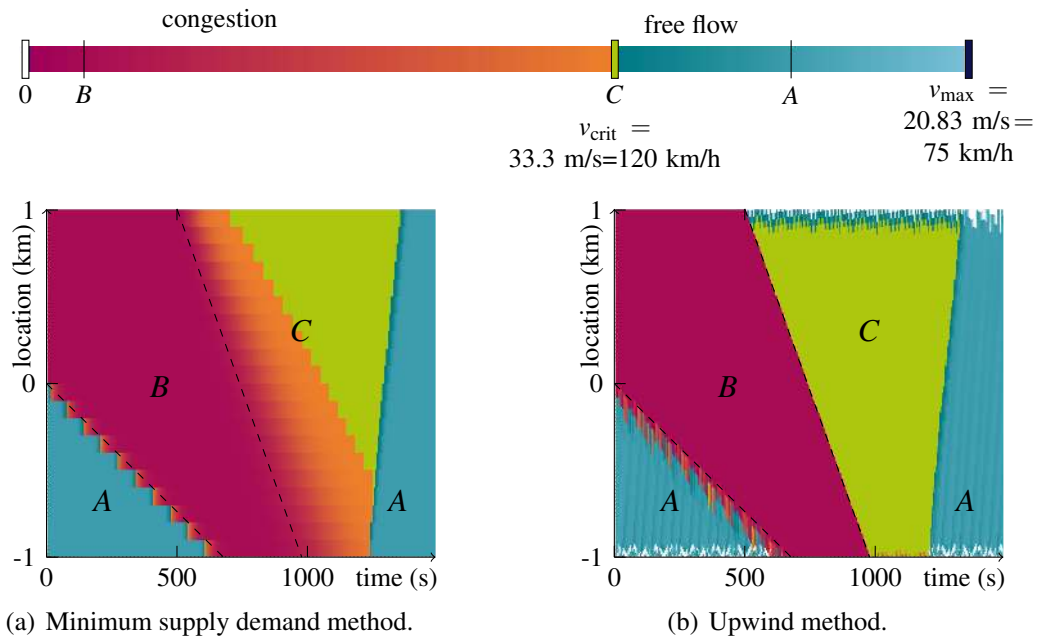 congestion
free flow
0
B
C
A
v_crit =
33.3 m/s=120 km/h
v_max =
20.83 m/s=
75 km/h
location (km)
1
0
-1
A
B
C
A
0
500
1000
time (s)
location (km)
1
0
-1
A
B
C
A
0
500
1000
time (s)
(a) Minimum supply demand method.
(b) Upwind method.